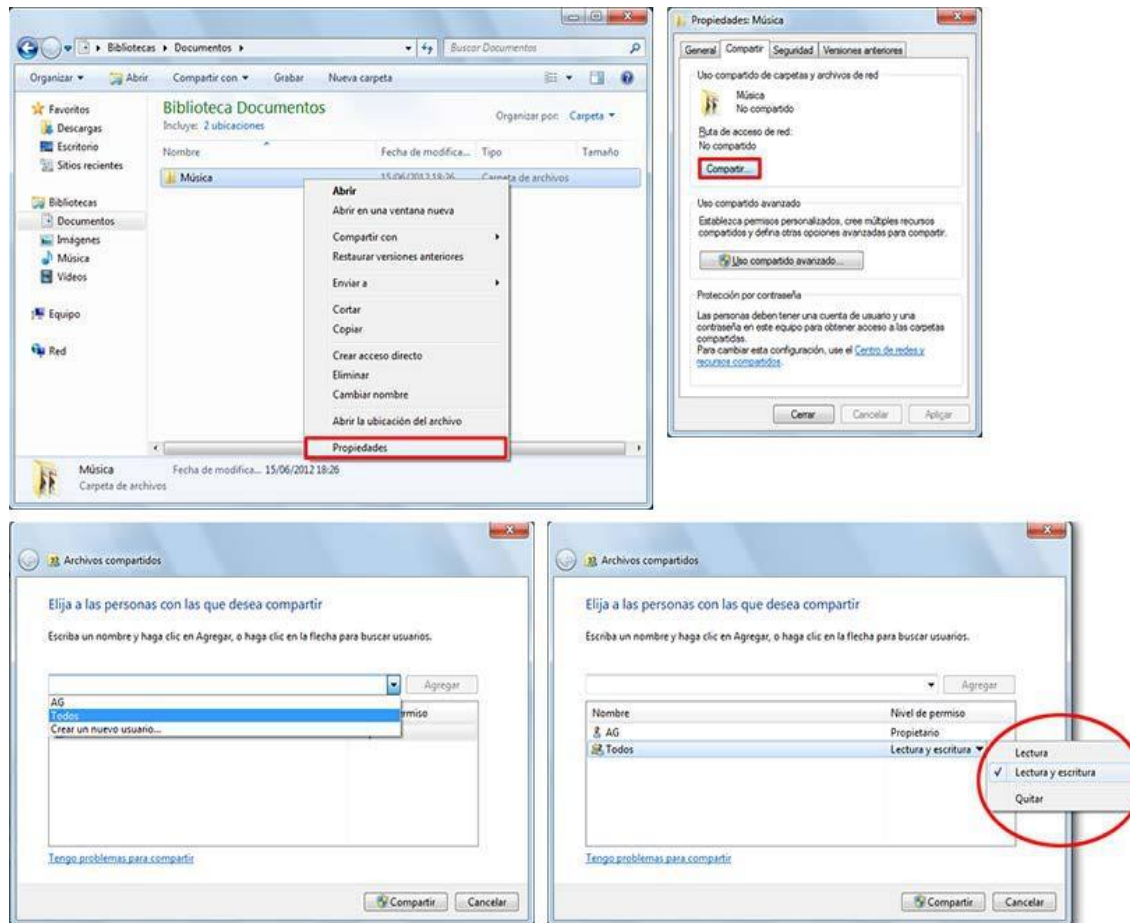 Bibliotecas ▸ Documentos ▸
Buscar Documentos
Organizar ▾ Abrir Compartir con ▾ Grabar Nueva carpeta
Favoritos
Descargas
Escritorio
Sitios recientes
Bibliotecas
Documentos
Imágenes
Música
Vídeos
Equipo
Red
Biblioteca Documentos
Incluye: 2 ubicaciones
Organizar por: Carpeta ▾
Nombre Fecha de modifica... Tipo Tamaño
Música 15/06/2012 18:26 Carpeta de archivos
Abrir
Abrir en una ventana nueva
Compartir con
Restaurar versiones anteriores
Enviar a
Cortar
Copiar
Crear acceso directo
Eliminar
Cambiar nombre
Abrir la ubicación del archivo
Propiedades
Música Fecha de modifica... 15/06/2012 18:26
Carpeta de archivos
Propiedades: Música
General Compartir Seguridad Versiones anteriores
Uso compartido de carpetas y archivos de red
Música
No compartido
Ruta de acceso de red:
No compartido
Compartir...
Uso compartido avanzado
Establezca permisos personalizados, cree múltiples recursos
compartidos y defina otras opciones avanzadas para compartir.
Uso compartido avanzado...
Protección por contraseña
Las personas deben tener una cuenta de usuario y una
contraseña en este equipo para obtener acceso a las carpetas
compartidas.
Para cambiar esta configuración, use el Centro de redes y
recursos compartidos.
Cerrar Cancelar Aplicar
Archivos compartidos
Elija a las personas con las que desea compartir
Escriba un nombre y haga clic en Agregar, o haga clic en la flecha para buscar usuarios.
Agregar
AG
Todos
Crear un nuevo usuario...
ermiso
Tengo problemas para compartir
Compartir Cancelar
Archivos compartidos
Elija a las personas con las que desea compartir
Escriba un nombre y haga clic en Agregar, o haga clic en la flecha para buscar usuarios.
Agregar
Nombre Nivel de permiso
AG Propietario
Todos Lectura y escritura ▾
Lectura
✓ Lectura y escritura
Quitar
Tengo problemas para compartir
Compartir Cancelar